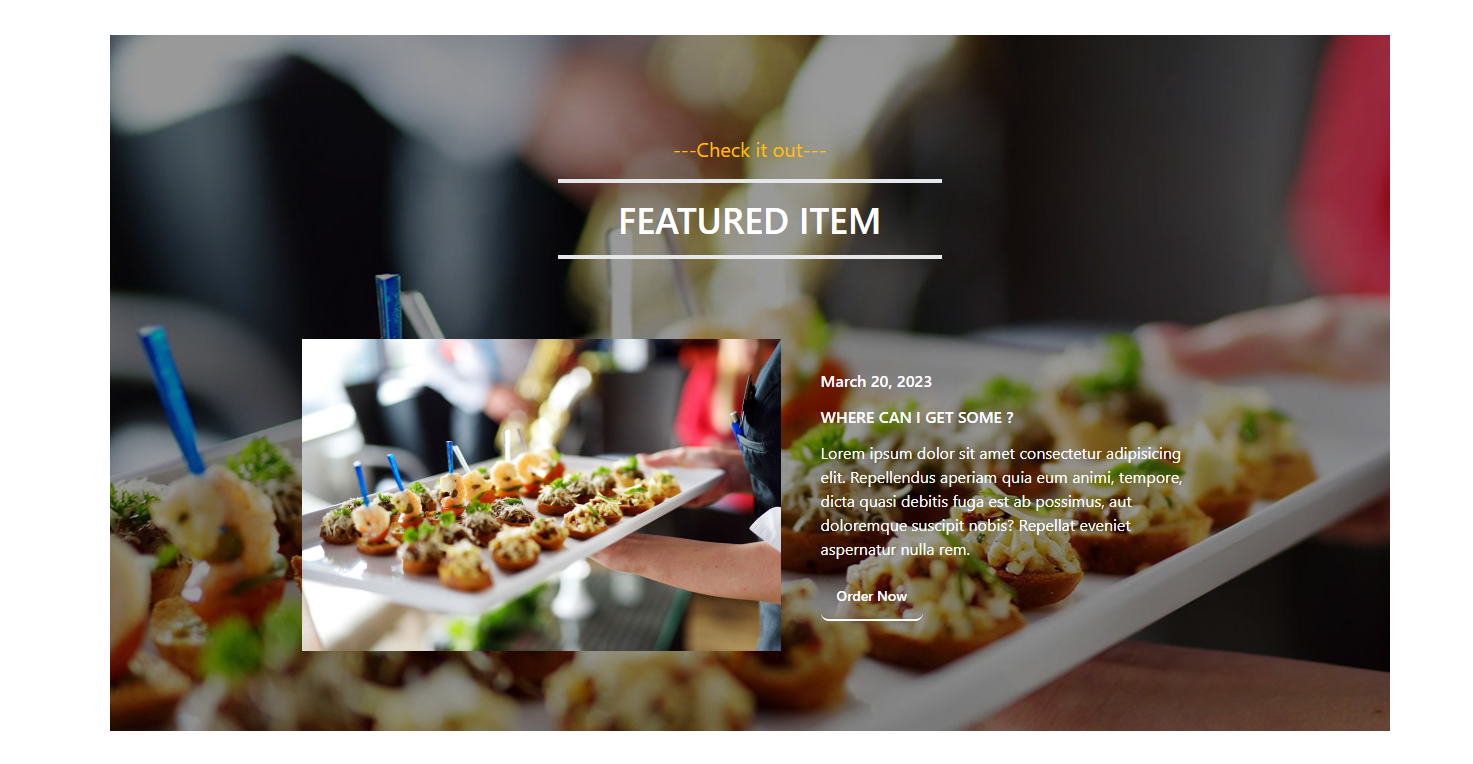 ---Check it out---
FEATURED ITEM
March 20, 2023
WHERE CAN I GET SOME ?
Lorem ipsum dolor sit amet consectetur adipisicing
elit. Repellendus aperiam quia eum animi, tempore,
dicta quasi debitis fuga est ab possimus, aut
doloremque suscipit nobis? Repellat eveniet
aspernatur nulla rem.
Order Now